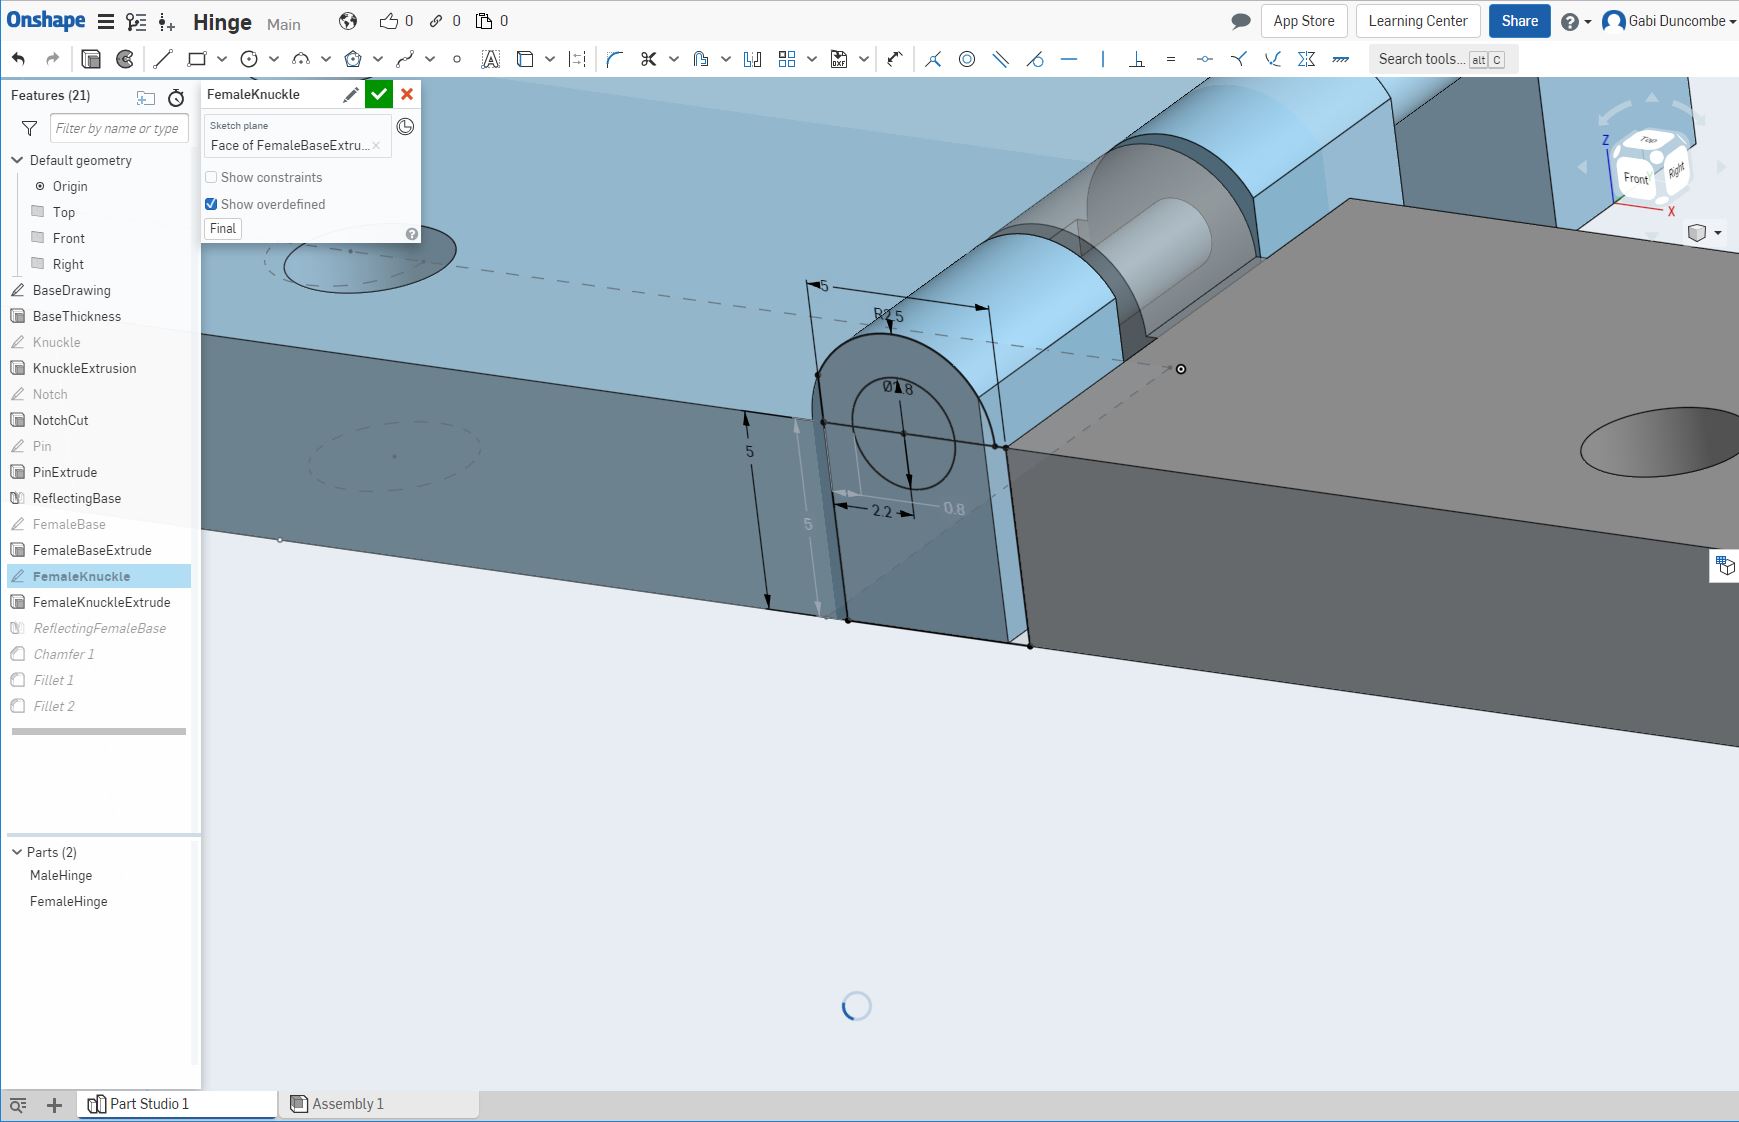 Onshape
Hinge Main
0 0 0
App Store
Learning Center
Share
Gabi Duncombe
Search tools... alt C
Features (21)
Filter by name or type
Default geometry
Origin
Top
Front
Right
BaseDrawing
BaseThickness
Knuckle
KnuckleExtrusion
Notch
NotchCut
Pin
PinExtrude
ReflectingBase
FemaleBase
FemaleBaseExtrude
FemaleKnuckle
FemaleKnuckleExtrude
ReflectingFemaleBase
Chamfer 1
Fillet 1
Fillet 2
Parts (2)
MaleHinge
FemaleHinge
FemaleKnuckle
Sketch plane
Face of FemaleBaseExtru...
Show constraints
Show overdefined
Final
5
R2.5
5
5
2.2
0.8
Z
Top
Front
Right
X
Part Studio 1
Assembly 1